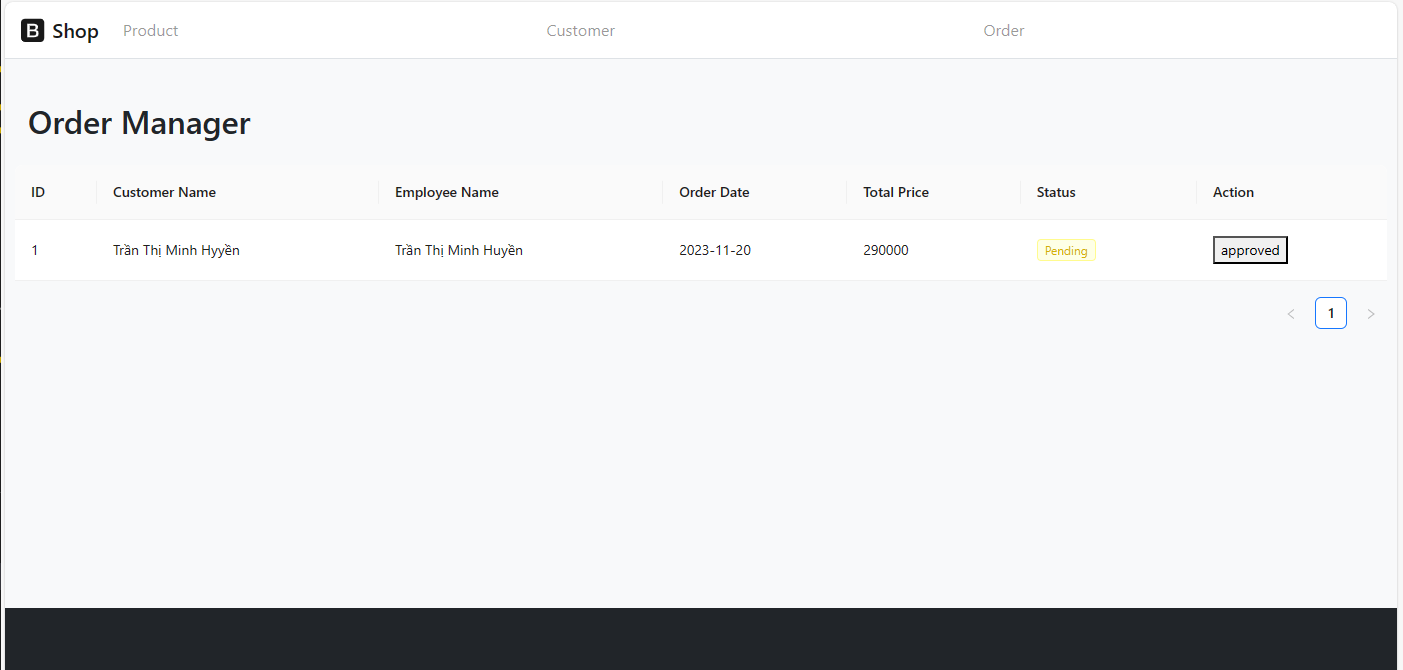 B Shop Product Customer Order
Order Manager
ID Customer Name Employee Name Order Date Total Price Status Action
1 Trần Thị Minh Hyyền Trần Thị Minh Huyền 2023-11-20 290000 Pending approved
< 1 >